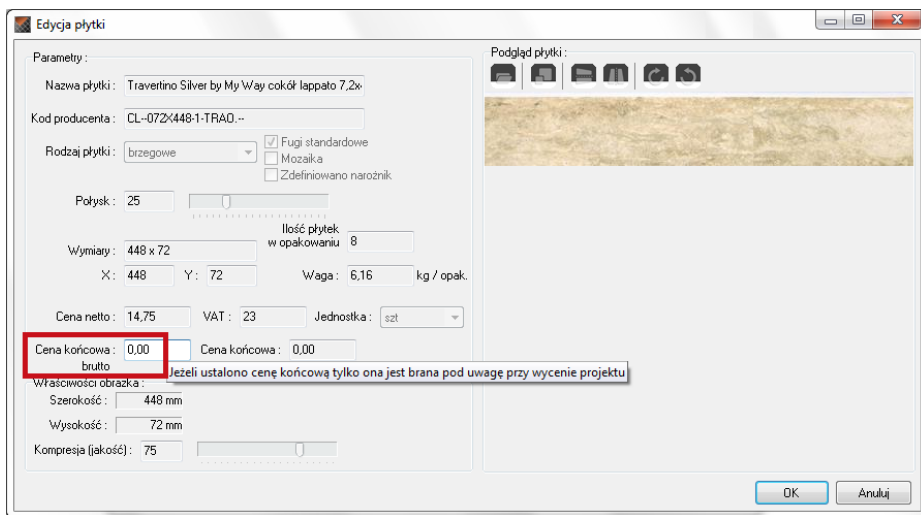 Edycja płytki
Parametry :
Nazwa płytki : Travertino Silver by My Way cokół lappato 7,2x
Kod producenta : CL--072X448-1-TRAO.--
Rodzaj płytki : brzegowe
Fugi standardowe
Mozaika
Zdefiniowano narożnik
Połysk : 25
Ilość płytek
w opakowaniu 8
Wymiary : 448 x 72
X : 448 Y : 72 Waga : 6,16 kg / opak.
Cena netto : 14,75 VAT : 23 Jednostka : szt
Cena końcowa : 0,00 Cena końcowa : 0,00
brutto
Jeżeli ustalono cenę końcową tylko ona jest brana pod uwagę przy wycenie projektu
Właściwości obrazka :
Szerokość : 448 mm
Wysokość : 72 mm
Kompresja (jakość) : 75
Podgląd płytki :
OK Anuluj